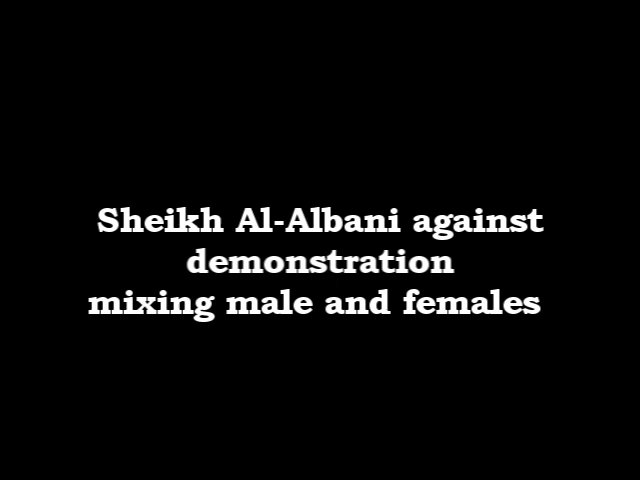 Sheikh Al-Albani against
demonstration
mixing male and females